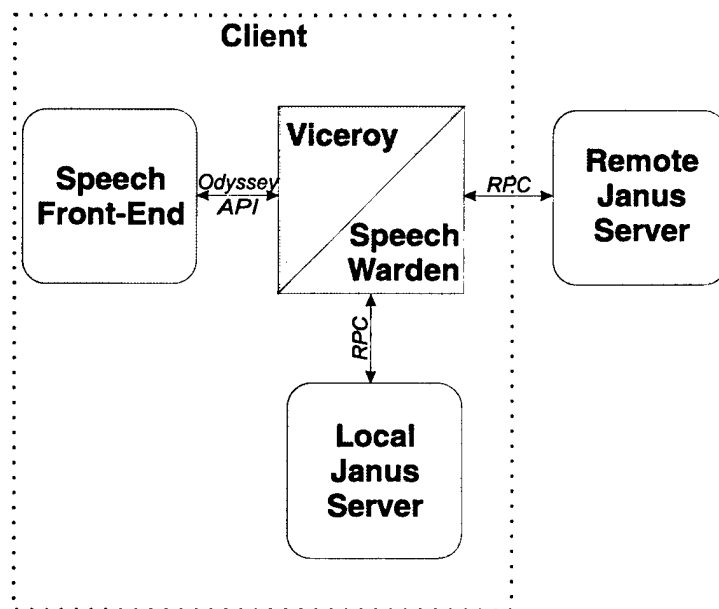 Client
Speech
Front-End
Odyssey
API
Viceroy
Speech
Warden
RPC
Remote
Janus
Server
RPC
Local
Janus
Server